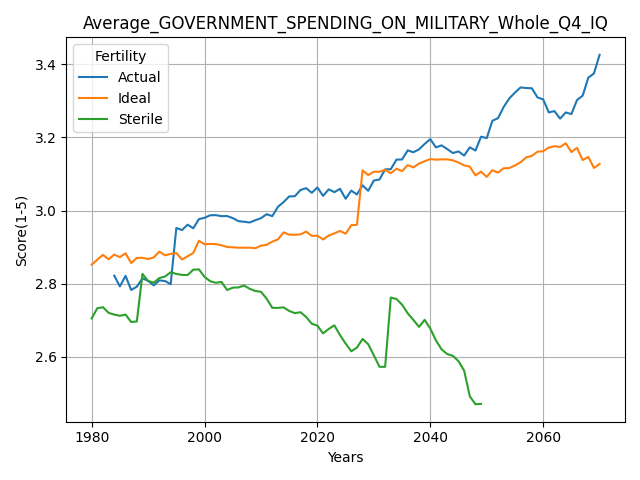 Average_GOVERNMENT_SPENDING_ON_MILITARY_Whole_Q4_IQ
Fertility
Actual
Ideal
Sterile
Score(1-5)
3.4
3.2
3.0
2.8
2.6
1980 2000 2020 2040 2060
Years